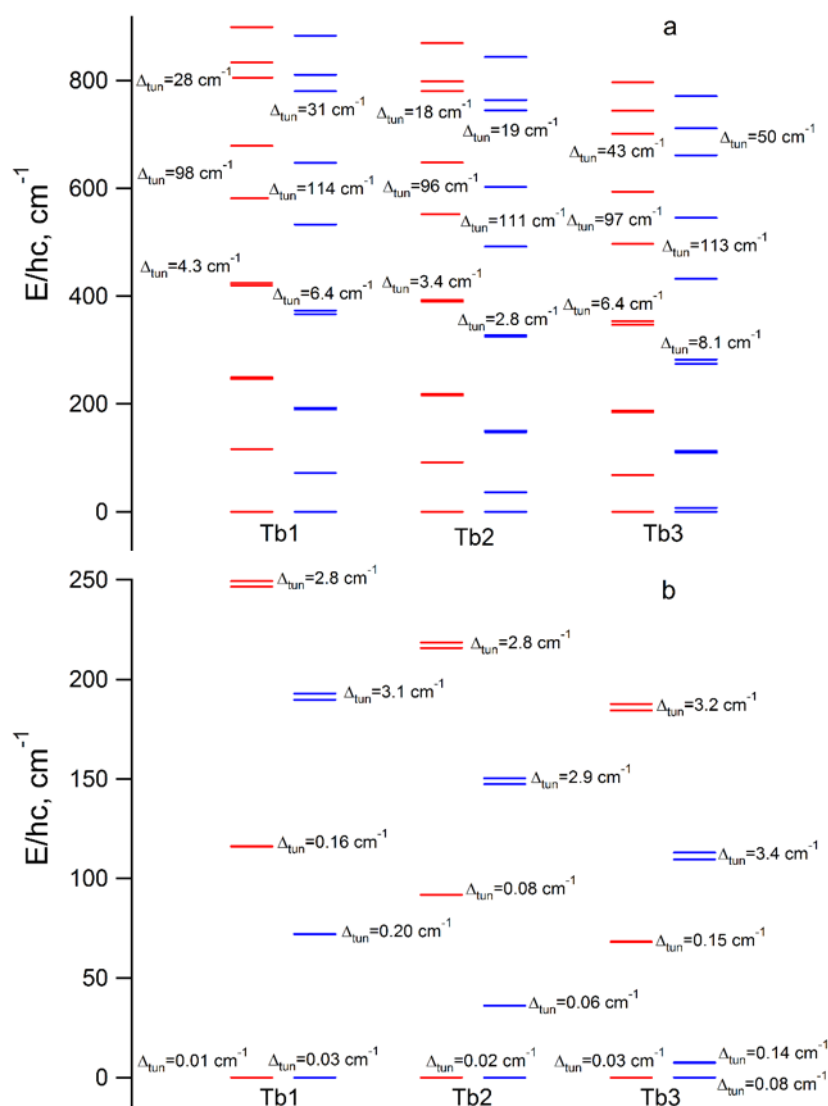 a
800
Δtun=28 cm⁻¹
Δtun=31 cm⁻¹
Δtun=18 cm⁻¹
Δtun=19 cm⁻¹
Δtun=43 cm⁻¹
Δtun=50 cm⁻¹
600
Δtun=98 cm⁻¹
Δtun=114 cm⁻¹
Δtun=96 cm⁻¹
Δtun=111 cm⁻¹
Δtun=97 cm⁻¹
Δtun=113 cm⁻¹
E/hc, cm⁻¹
400
Δtun=4.3 cm⁻¹
Δtun=6.4 cm⁻¹
Δtun=3.4 cm⁻¹
Δtun=2.8 cm⁻¹
Δtun=6.4 cm⁻¹
Δtun=8.1 cm⁻¹
200
0
Tb1 Tb2 Tb3
b
250
Δtun=2.8 cm⁻¹
Δtun=2.8 cm⁻¹
200
Δtun=3.1 cm⁻¹
Δtun=3.2 cm⁻¹
E/hc, cm⁻¹
150
Δtun=2.9 cm⁻¹
Δtun=0.16 cm⁻¹
Δtun=3.4 cm⁻¹
100
Δtun=0.08 cm⁻¹
Δtun=0.20 cm⁻¹
Δtun=0.15 cm⁻¹
50
Δtun=0.06 cm⁻¹
Δtun=0.14 cm⁻¹
Δtun=0.01 cm⁻¹
Δtun=0.03 cm⁻¹
Δtun=0.02 cm⁻¹
Δtun=0.03 cm⁻¹
Δtun=0.08 cm⁻¹
0
Tb1 Tb2 Tb3